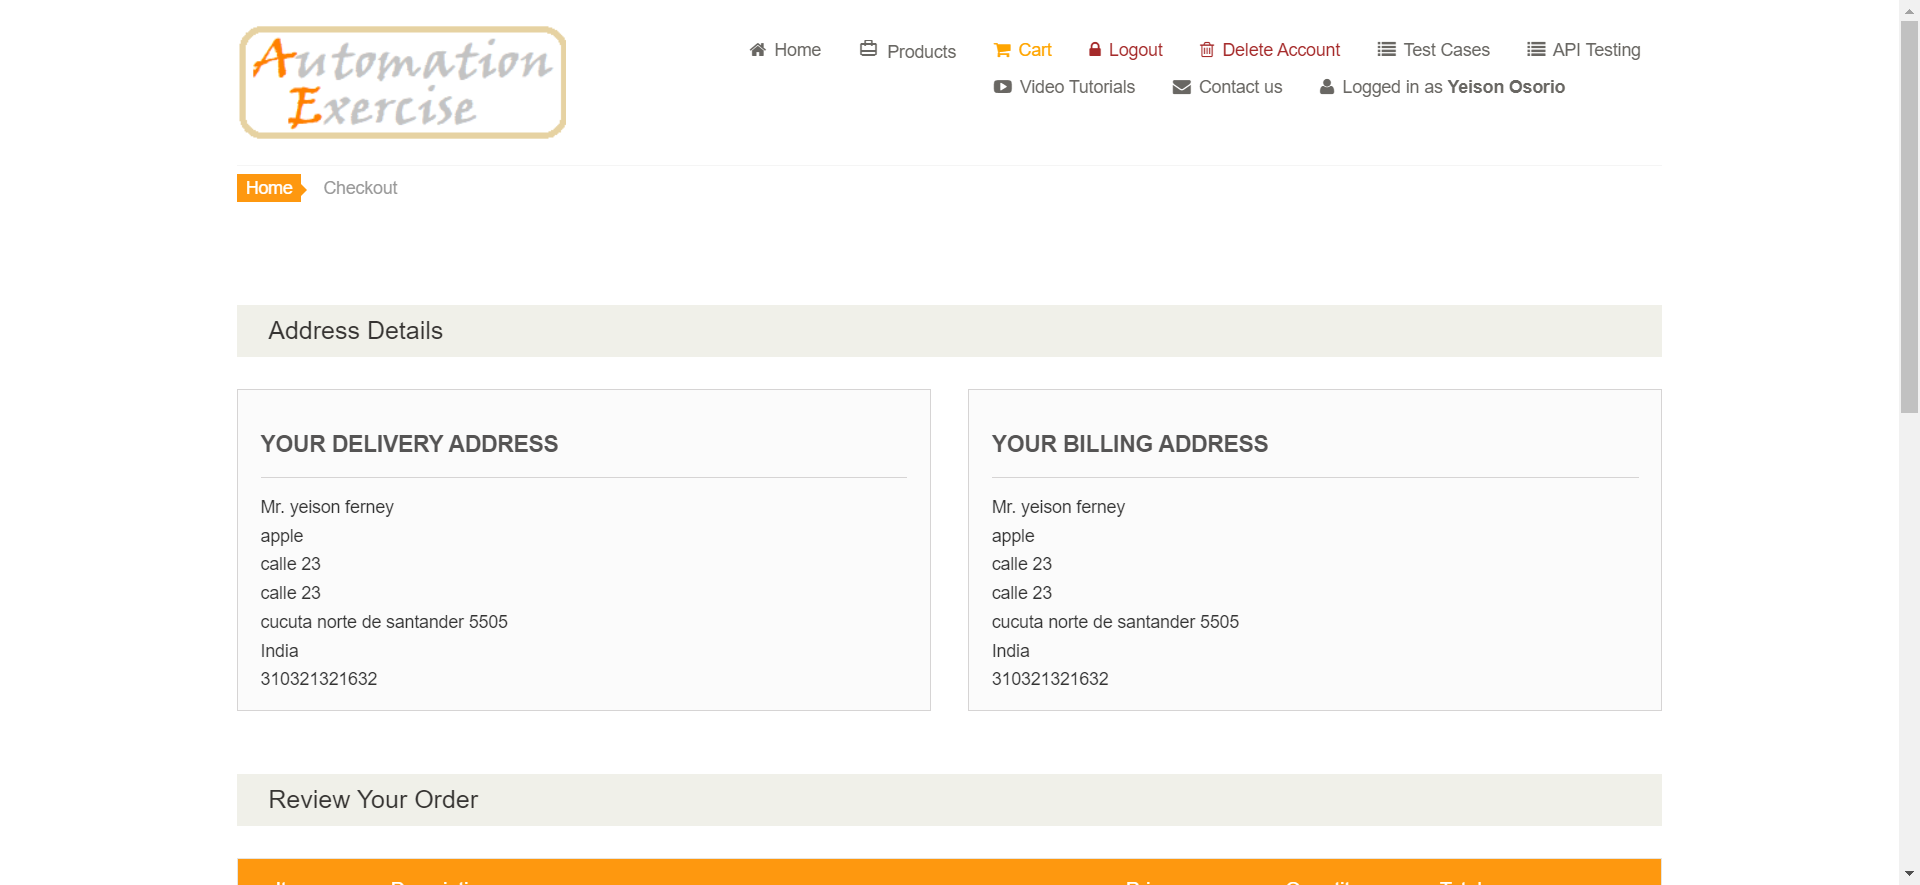 Automation
Exercise
Home
Products
Cart
Logout
Delete Account
Test Cases
API Testing
Video Tutorials
Contact us
Logged in as Yeison Osorio
Home
Checkout
Address Details
YOUR DELIVERY ADDRESS
Mr. yeison ferney
apple
calle 23
calle 23
cucuta norte de santander 5505
India
310321321632
YOUR BILLING ADDRESS
Mr. yeison ferney
apple
calle 23
calle 23
cucuta norte de santander 5505
India
310321321632
Review Your Order